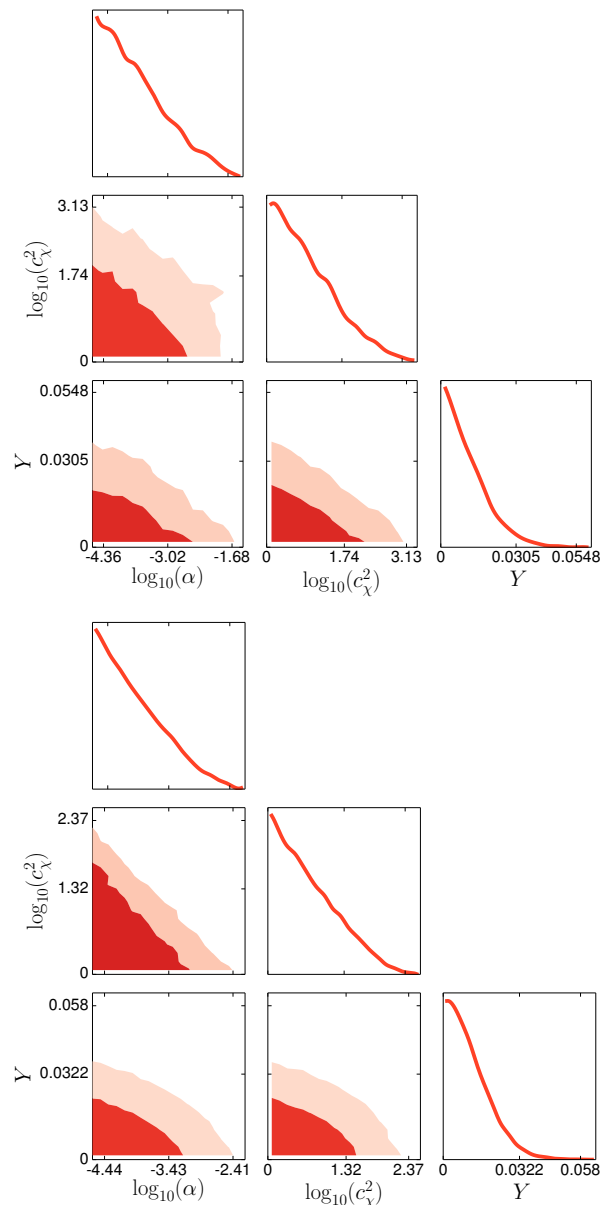 3.13
log₁₀(c²ᵪ)
1.74
0
0.0548
Y
0.0305
0
-4.36 -3.02 -1.68 0 1.74 3.13 0 0.0305 0.0548
log₁₀(α) log₁₀(c²ᵪ) Y
2.37
log₁₀(c²ᵪ)
1.32
0
0.058
Y
0.0322
0
-4.44 -3.43 -2.41 0 1.32 2.37 0 0.0322 0.058
log₁₀(α) log₁₀(c²ᵪ) Y